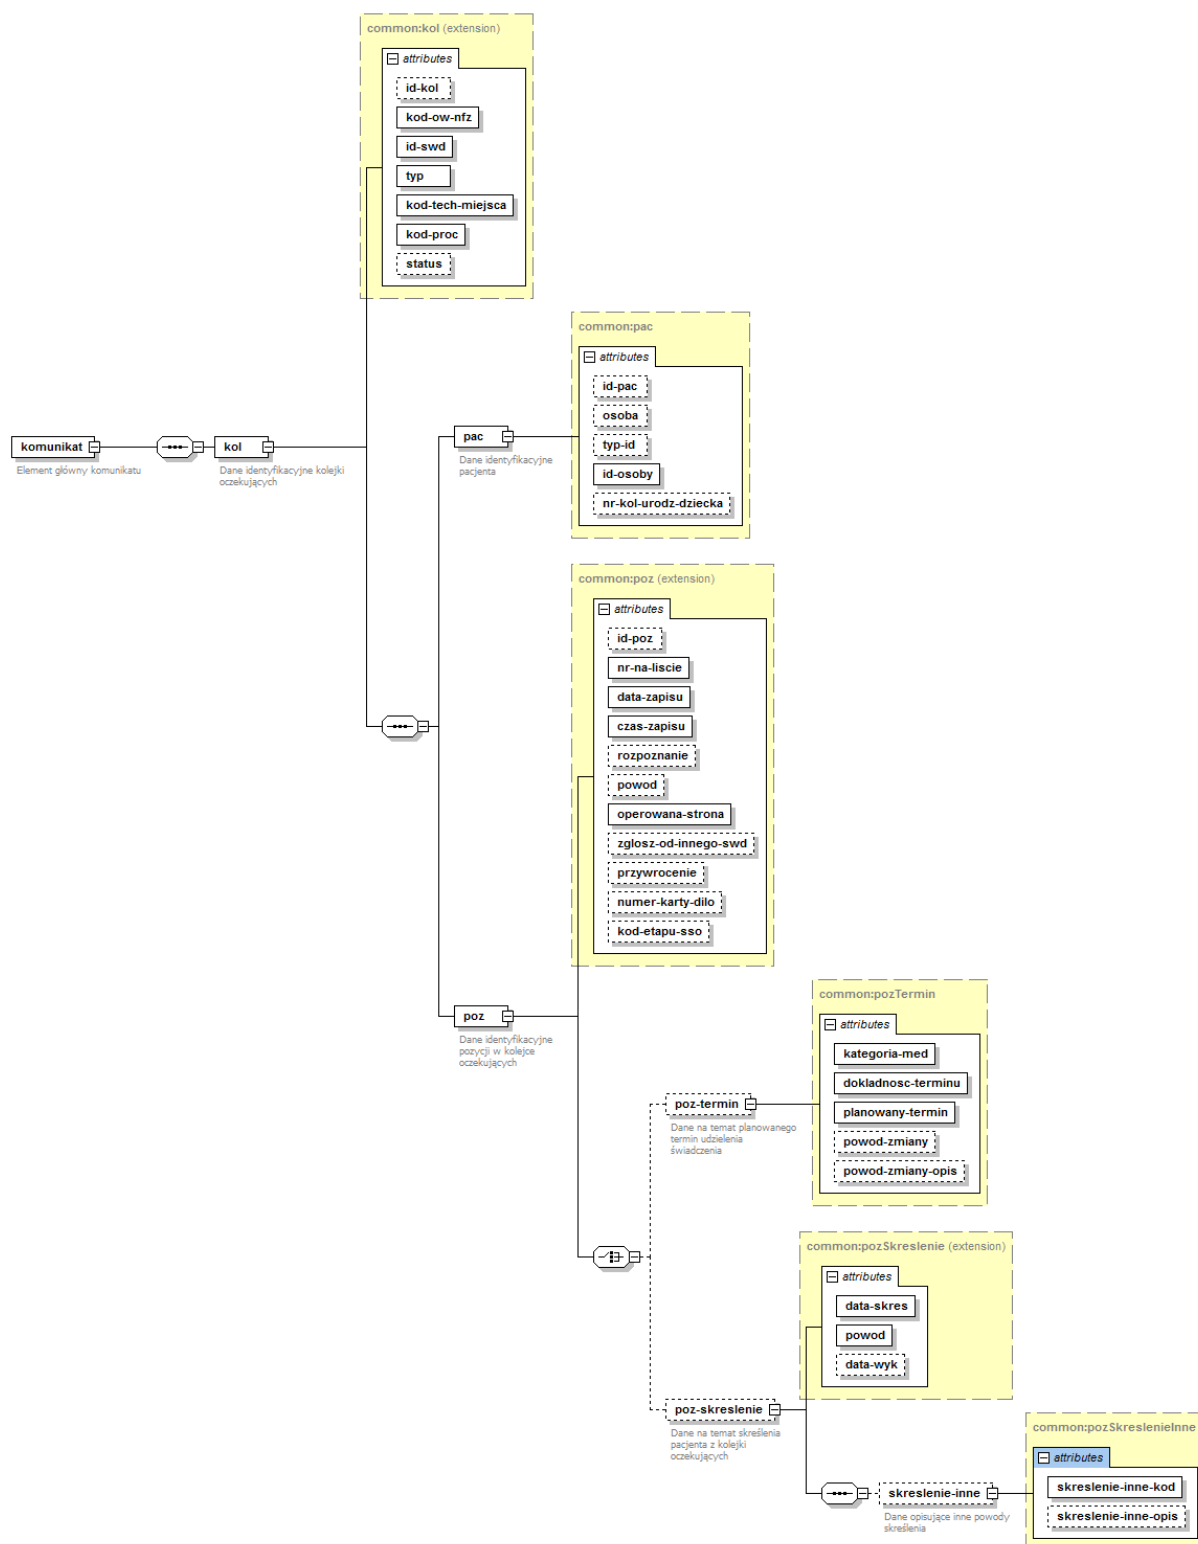 common:kol (extension)
attributes
id-kol
kod-ow-nfz
id-swd
typ
kod-tech-miejsca
kod-proc
status
komunikat
Element główny komunikatu
kol
Dane identyfikacyjne kolejki
oczekujących
common:pac
attributes
id-pac
osoba
typ-id
id-osoby
nr-kol-urodz-dziecka
pac
Dane identyfikacyjne
pacjenta
common:poz (extension)
attributes
id-poz
nr-na-liscie
data-zapisu
czas-zapisu
rozpoznanie
powod
operowana-strona
zglosz-od-innego-swd
przywrocenie
numer-karty-dilo
kod-etapu-sso
poz
Dane identyfikacyjne
pozycji w kolejce
oczekujących
common:pozTermin
attributes
kategoria-med
dokladnosc-terminu
planowany-termin
powod-zmiany
powod-zmiany-opis
poz-termin
Dane na temat planowanego
termin udzielenia
świadczenia
common:pozSkreslenie (extension)
attributes
data-skres
powod
data-wyk
poz-skreslenie
Dane na temat skreślenia
pacjenta z kolejki
oczekujących
common:pozSkreslenieInne
attributes
skreslenie-inne-kod
skreslenie-inne-opis
skreslenie-inne
Dane opisujące inne powody
skreślenia